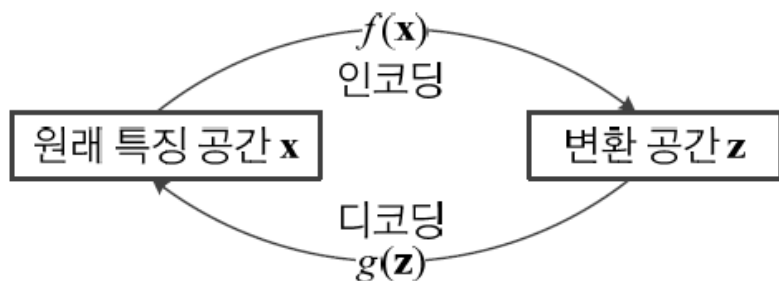 f(x)
인코딩
원래 특징 공간 x
변환 공간 z
디코딩
g(z)